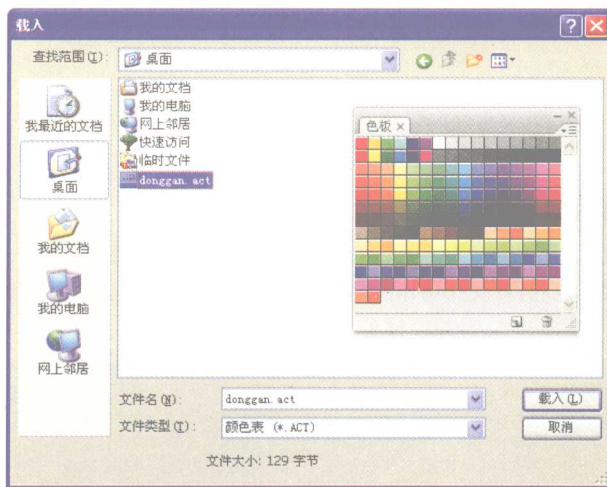 载入
查找范围(I):
桌面
我最近的文档
桌面
我的文档
我的电脑
网上邻居
我的文档
我的电脑
网上邻居
快速访问
临时文件
donggan.act
色板
文件名(N):
donggan.act
载入(L)
文件类型(T):
颜色表 (*.ACT)
取消
文件大小: 129 字节